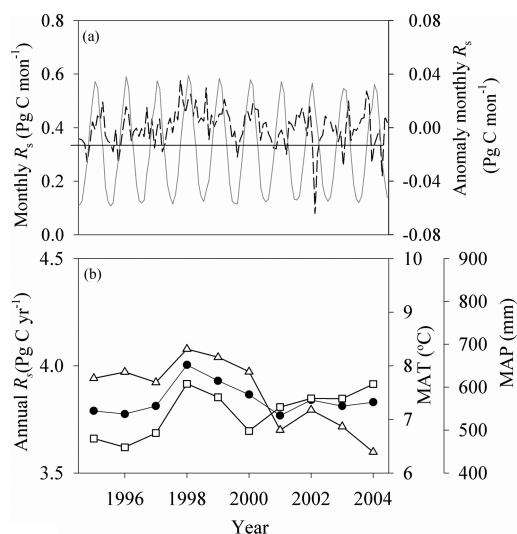 (a)
0.8
0.6
0.4
0.2
0.0
Monthly Rs (Pg C mon-1)
0.08
0.04
0.00
-0.04
-0.08
Anomaly monthly Rs
(Pg C mon-1)
(b)
4.5
4.0
3.5
Annual Rs(Pg C yr-1)
10
9
8
7
6
MAT (oC)
900
800
700
600
500
400
MAP (mm)
1996 1998 2000 2002 2004
Year